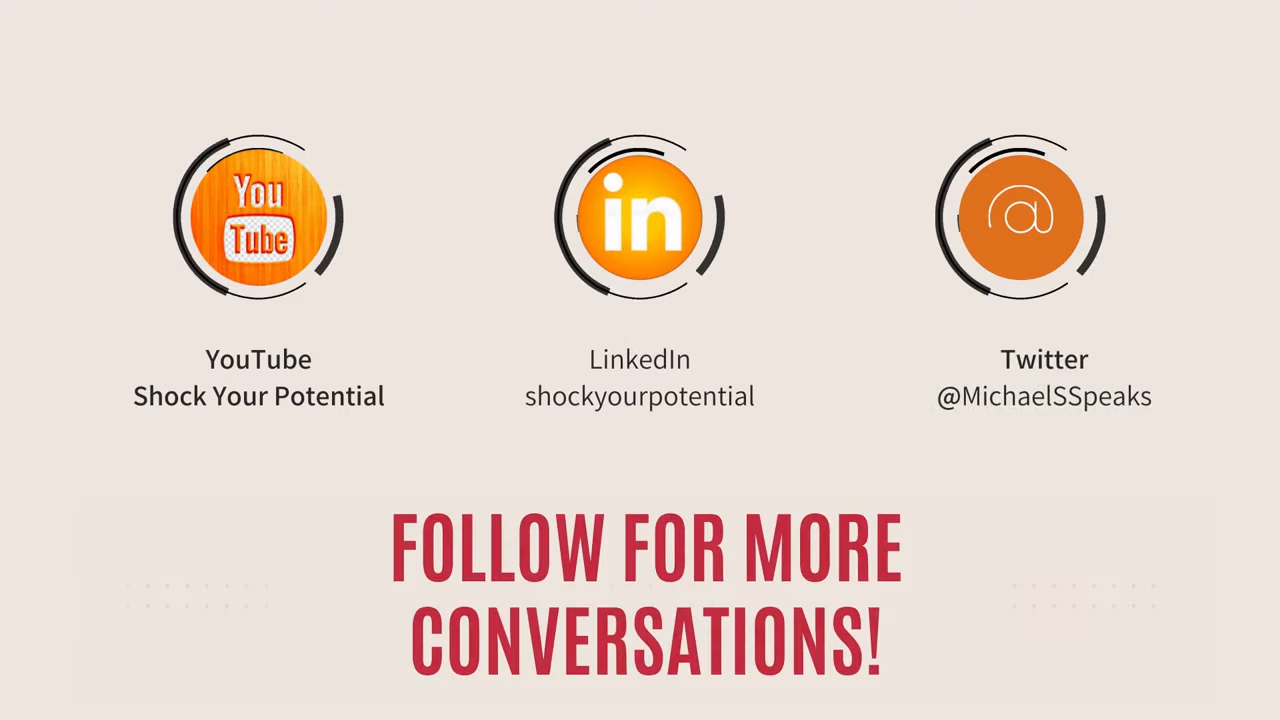 You
Tube
in
@
YouTube
Shock Your Potential
LinkedIn
shockyourpotential
Twitter
@MichaelSSpeaks
FOLLOW FOR MORE
CONVERSATIONS!